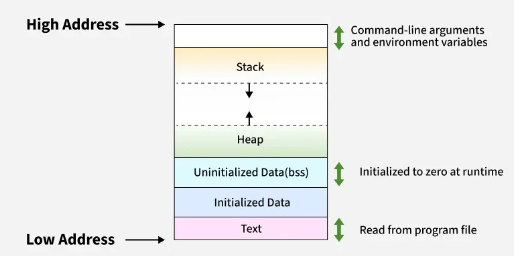 High Address
Command-line arguments
and environment variables
Stack
Heap
Uninitialized Data(bss)
Initialized to zero at runtime
Initialized Data
Text
Read from program file
Low Address